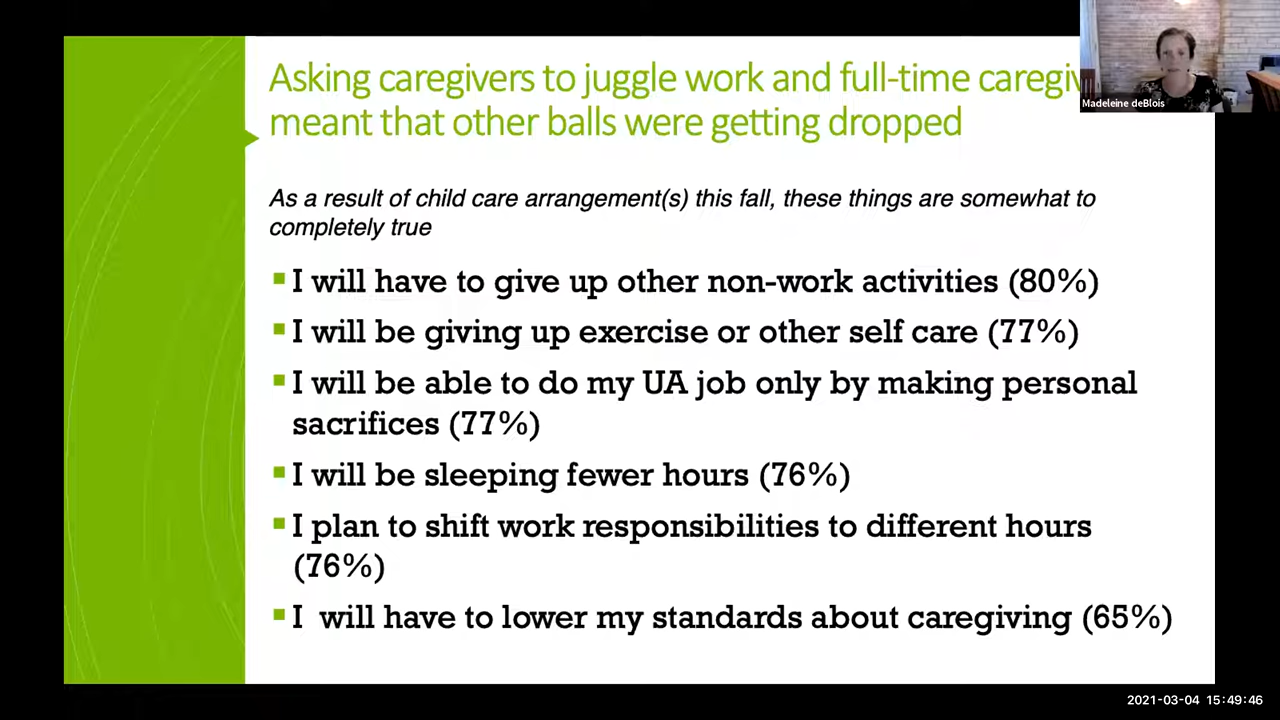 Asking caregivers to juggle work and full-time
meant that other balls were getting dropped
Madeleine deBlois
As a result of child care arrangement(s) this fall, these things are somewhat to
completely true
I will have to give up other non-work activities (80%)
I will be giving up exercise or other self care (77%)
I will be able to do my UA job only by making personal
sacrifices (77%)
I will be sleeping fewer hours (76%)
I plan to shift work responsibilities to different hours
(76%)
I will have to lower my standards about caregiving (65%)
2021-03-04 15:49:46